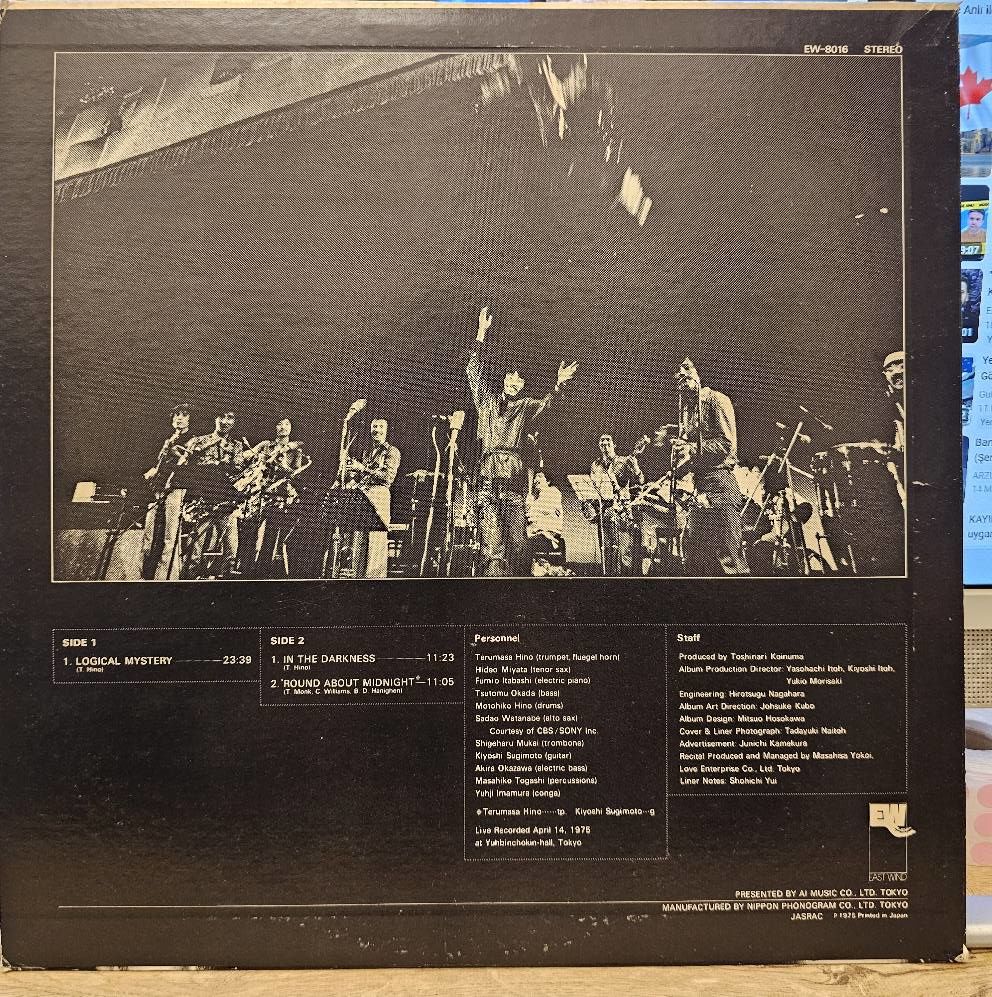 EW-8016 STEREO
SIDE 1
1. LOGICAL MYSTERY 23:39
(T. Hino)
SIDE 2
1. IN THE DARKNESS 11:23
(T. Hino)
2. 'ROUND ABOUT MIDNIGHT* 11:05
(T. Monk, C. Williams, B. D. Hanighen)
Personnel
Terumasa Hino (trumpet, fluegel horn)
Hideo Miyata (tenor sax)
Fumio Itabashi (electric piano)
Tsutomu Okada (bass)
Motohiko Hino (drums)
Sadao Watanabe (alto sax)
Courtesy of CBS/SONY Inc.
Shigeharu Mukai (trombone)
Kiyoshi Sugimoto (guitar)
Akira Okazawa (electric bass)
Masahiko Togashi (percussions)
Yuhji Imamura (conga)
*Terumasa Hino……tp. Kiyoshi Sugimoto…g
Live Recorded April 14, 1975
at Yuhbinchokin-hall, Tokyo
Staff
Produced by Toshinari Koinuma
Album Production Director: Yasohachi Itoh, Kiyoshi Itoh,
Yukio Morisaki
Engineering: Hirotsugu Nagahara
Album Art Direction: Johsuke Kubo
Album Design: Mitsuo Hosokawa
Cover & Liner Photograph: Tadayuki Naitoh
Advertisement: Junichi Kamekura
Recital Produced and Managed by Masahisa Yokoi,
Love Enterprise Co., Ltd. Tokyo
Liner Notes: Shohichi Yui
EW
EAST WIND
PRESENTED BY AI MUSIC CO., LTD. TOKYO
MANUFACTURED BY NIPPON PHONOGRAM CO., LTD. TOKYO
JASRAC ℗ 1975 Printed in Japan